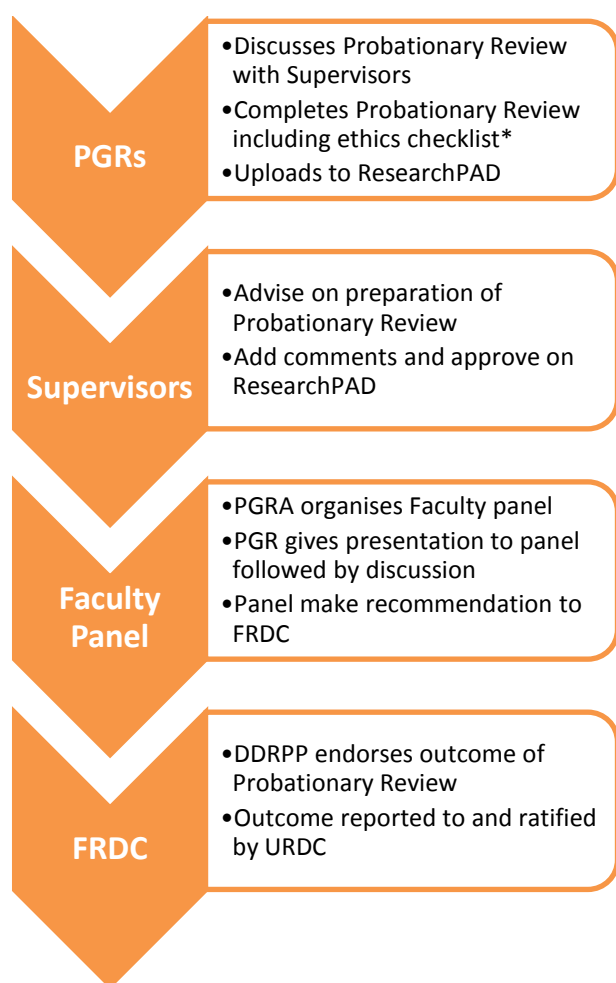 PGRs
•Discusses Probationary Review
with Supervisors
•Completes Probationary Review
including ethics checklist*
•Uploads to ResearchPAD
Supervisors
•Advise on preparation of
Probationary Review
•Add comments and approve on
ResearchPAD
Faculty
Panel
•PGRA organises Faculty panel
•PGR gives presentation to panel
followed by discussion
•Panel make recommendation to
FRDC
FRDC
•DDRPP endorses outcome of
Probationary Review
•Outcome reported to and ratified
by URDC